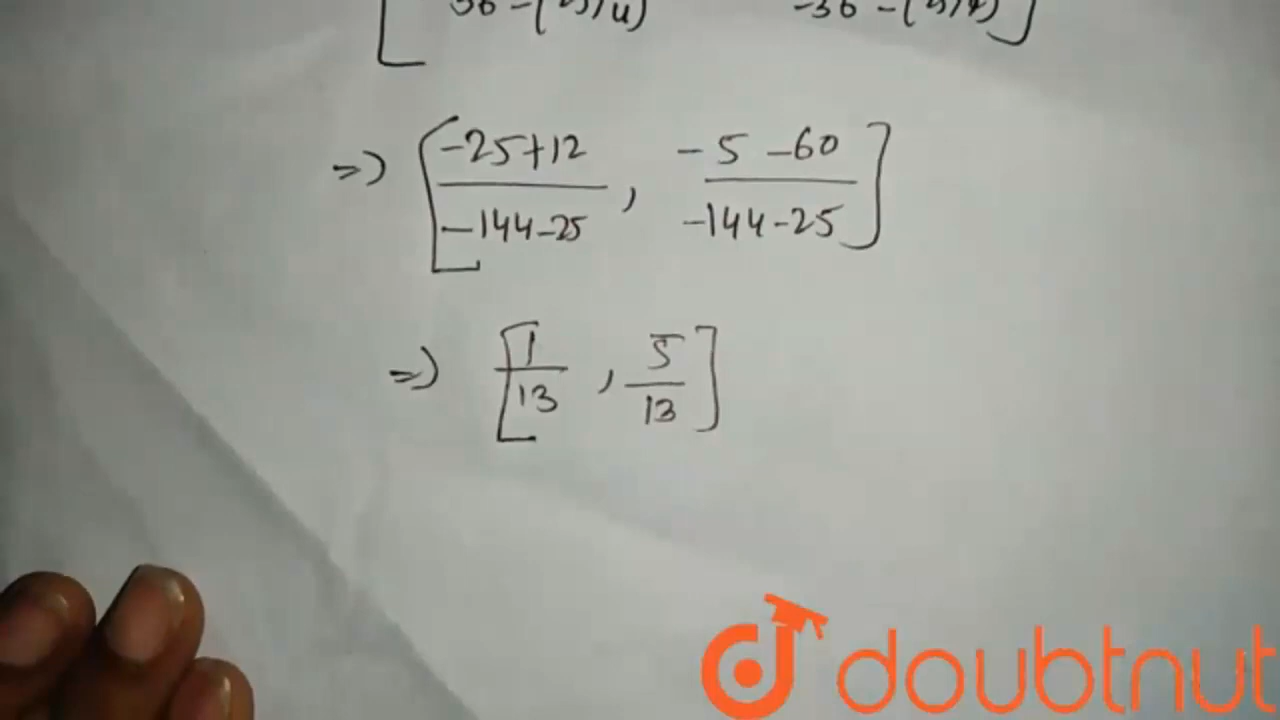 => [ -25+12 / -144-25 , -5-60 / -144-25 ]
=> [ 1/13 , 5/13 ]
doubtnut